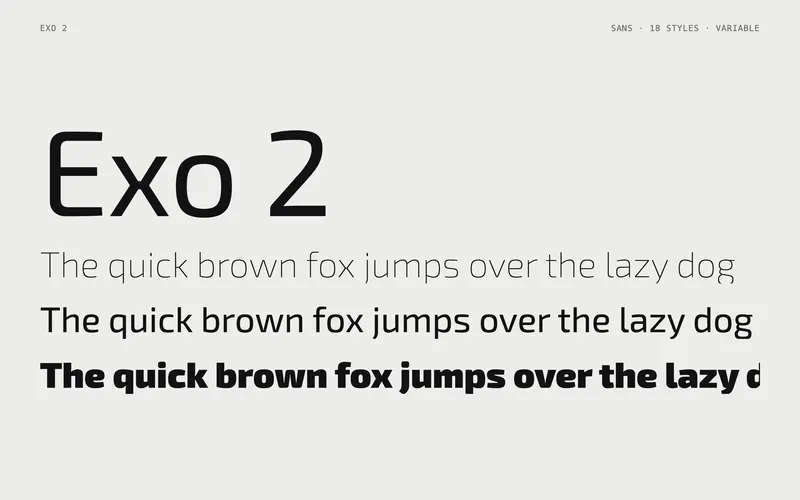 EXO 2
SANS · 18 STYLES · VARIABLE
Exo 2
The quick brown fox jumps over the lazy dog
The quick brown fox jumps over the lazy dog
The quick brown fox jumps over the lazy